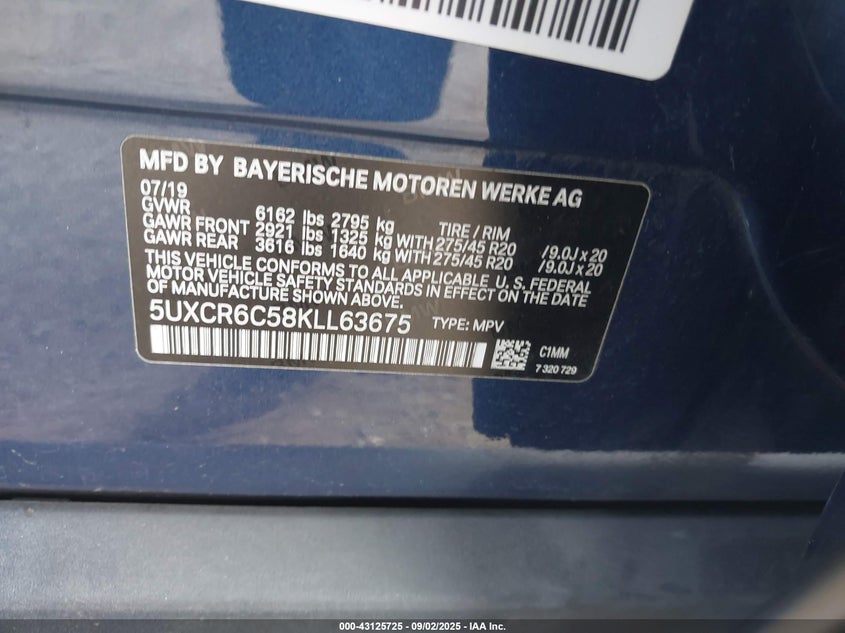 MFD BY BAYERISCHE MOTOREN WERKE AG
07/19
GVWR 6162 lbs 2795 kg TIRE / RIM
GAWR FRONT 2921 lbs 1325 kg WITH 275/45 R20 /9.0J x 20
GAWR REAR 3616 lbs 1640 kg WITH 275/45 R20 /9.0J x 20
THIS VEHICLE CONFORMS TO ALL APPLICABLE U. S. FEDERAL
MOTOR VEHICLE SAFETY STANDARDS IN EFFECT ON THE DATE
OF MANUFACTURE SHOWN ABOVE.
5UXCR6C58KLL63675 TYPE: MPV
C1MM
7 320 729
000-43125725 | 09/02/2025 | IAA Inc.